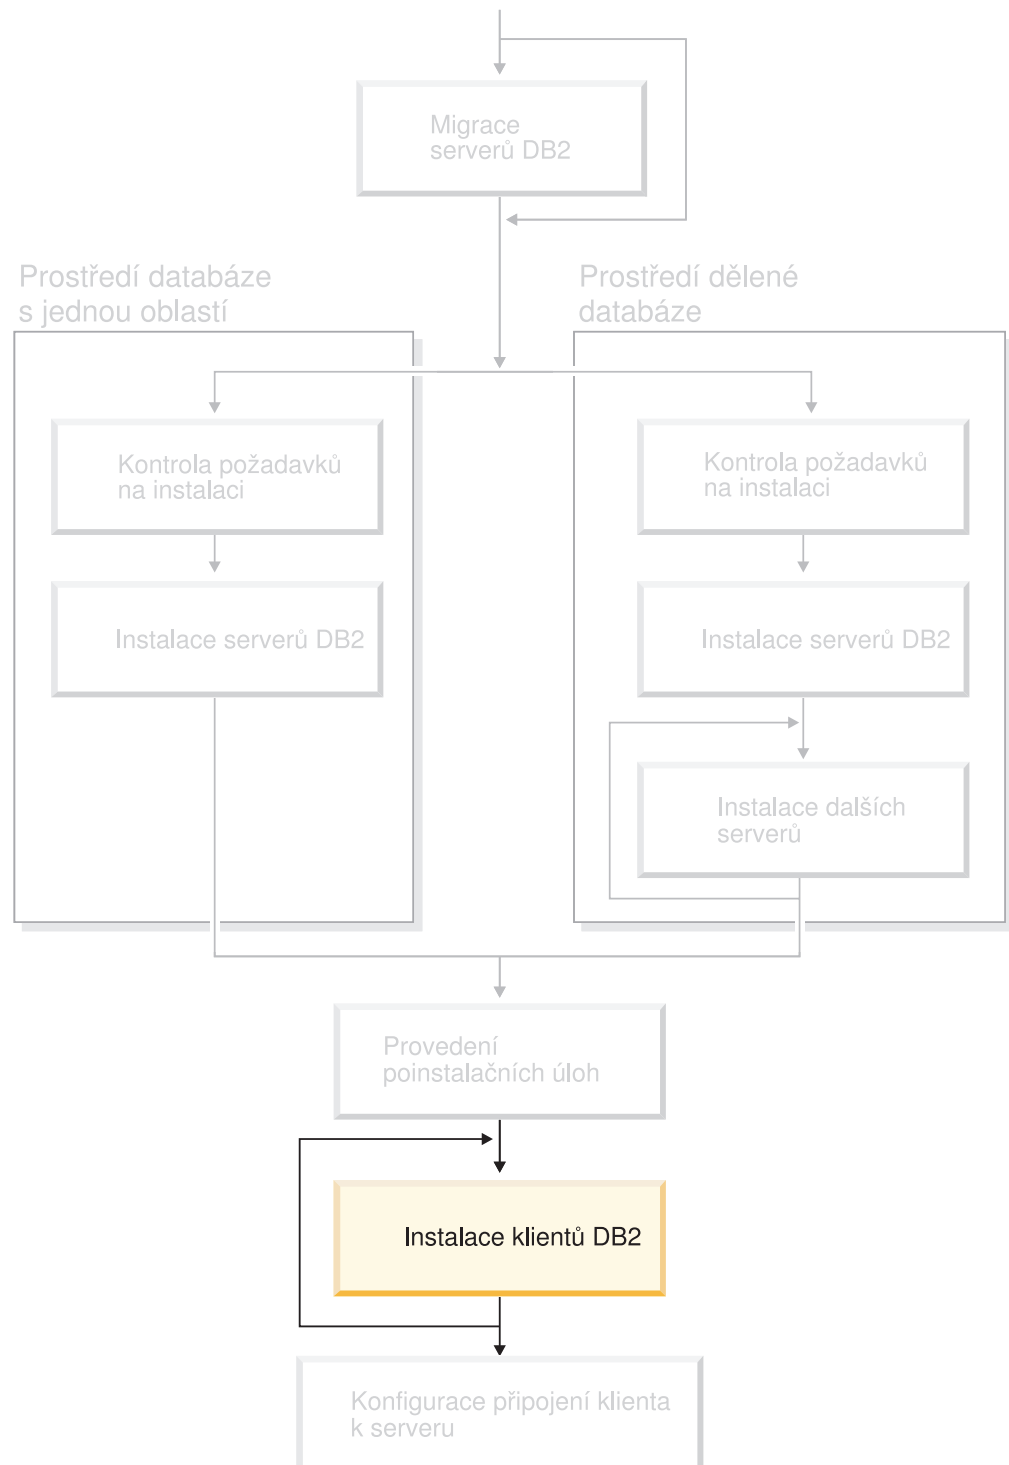 Migrace
serverů DB2
Prostředí databáze
s jednou oblastí
Prostředí dělené
databáze
Kontrola požadavků
na instalaci
Kontrola požadavků
na instalaci
Instalace serverů DB2
Instalace serverů DB2
Instalace dalších
serverů
Provedení
poinstalačních úloh
Instalace klientů DB2
Konfigurace připojení klienta
k serveru